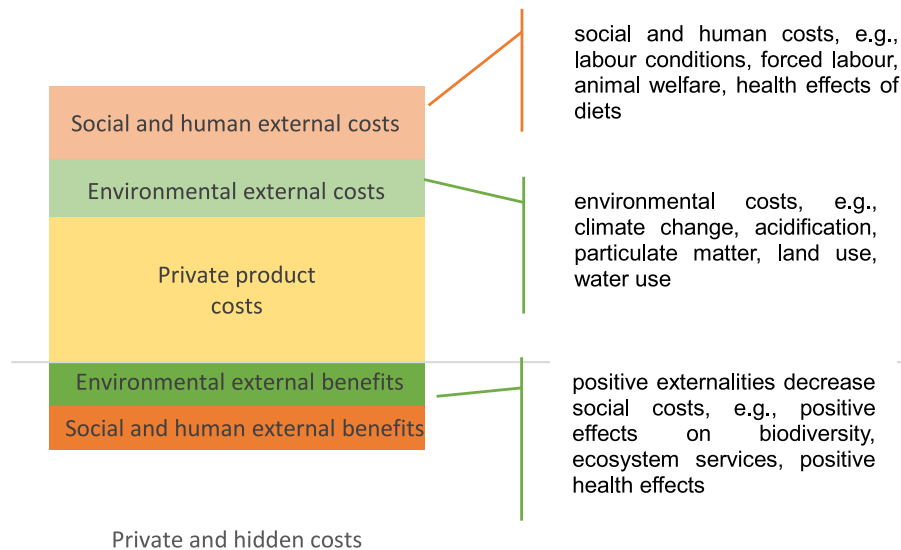 social and human costs, e.g.,
labour conditions, forced labour,
animal welfare, health effects of
diets
Social and human external costs
Environmental external costs
environmental costs, e.g.,
climate change, acidification,
particulate matter, land use,
water use
Private product
costs
Environmental external benefits
Social and human external benefits
positive externalities decrease
social costs, e.g., positive
effects on biodiversity,
ecosystem services, positive
health effects
Private and hidden costs